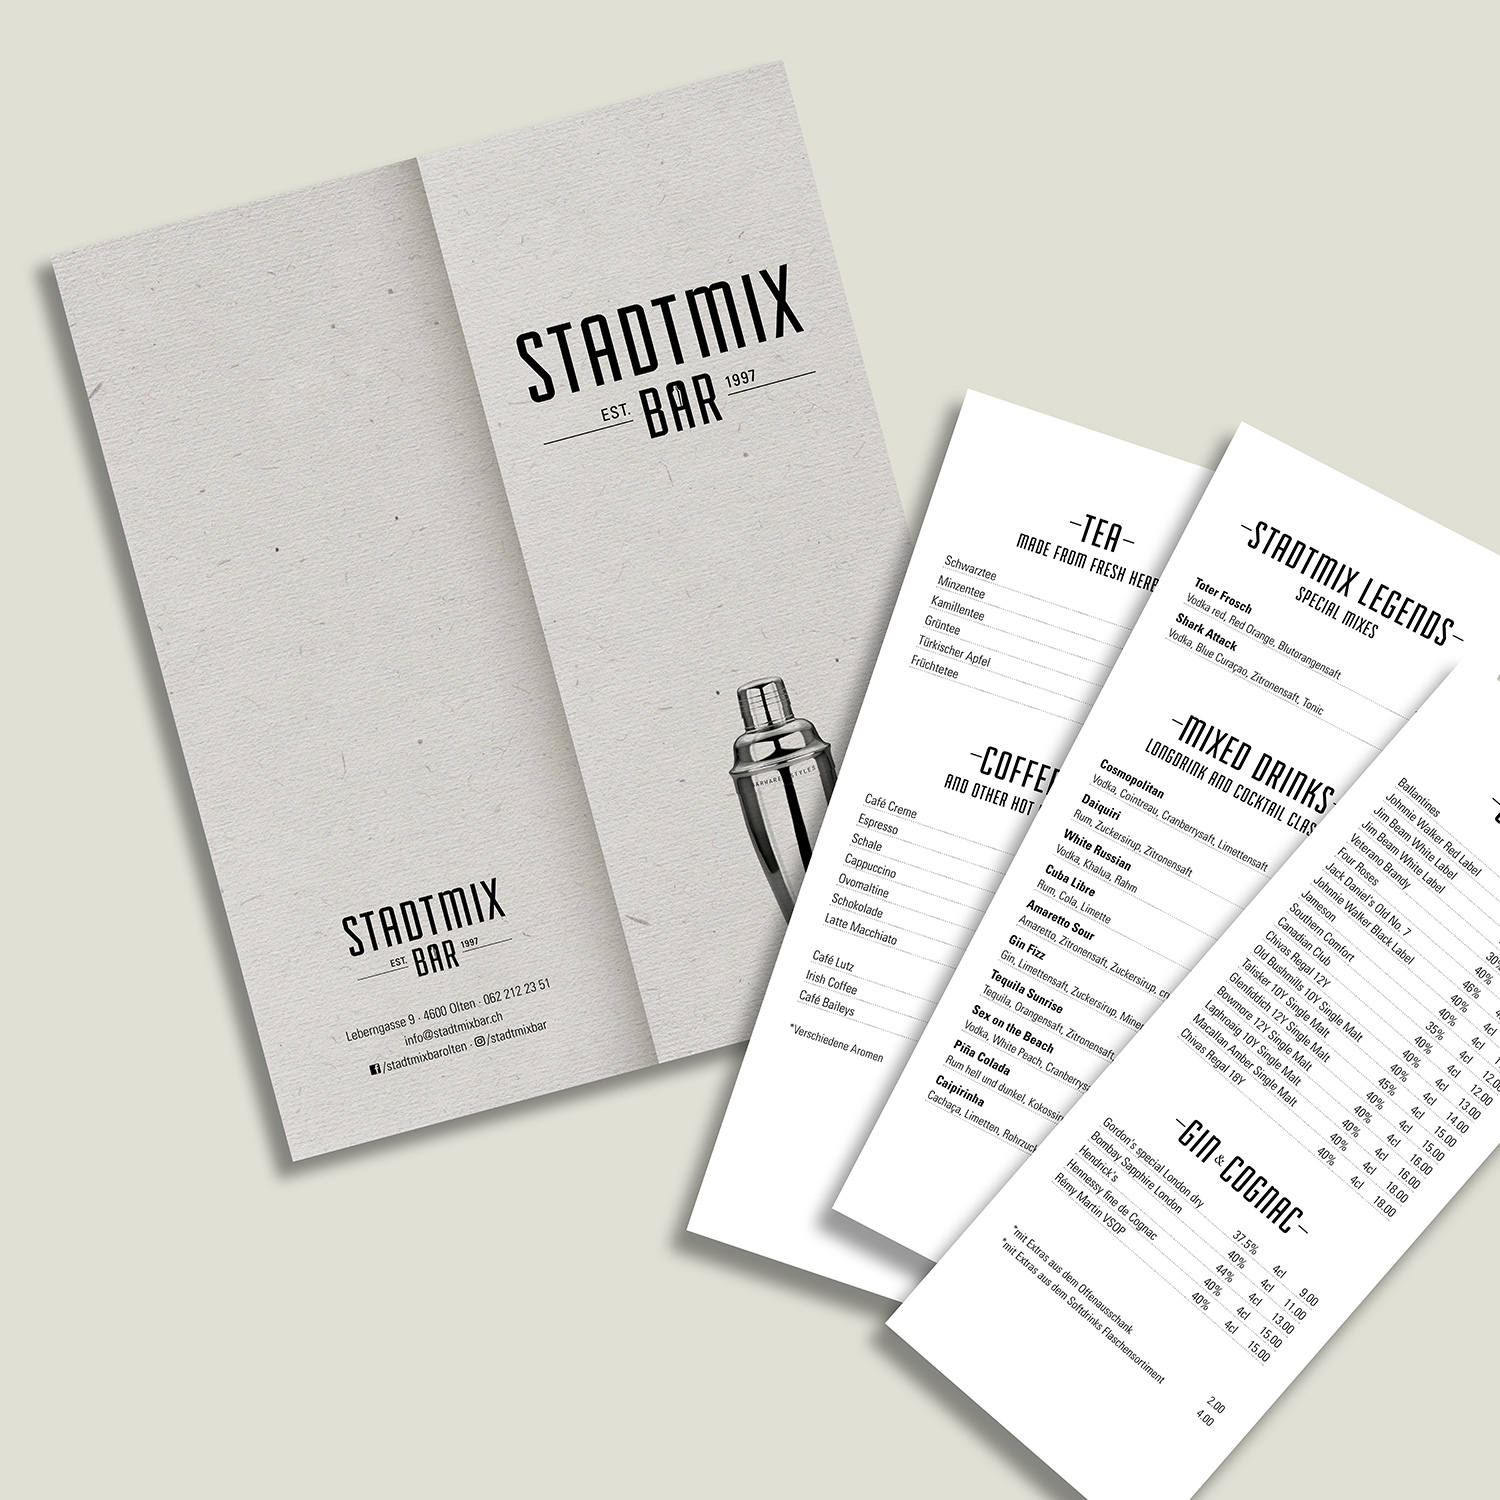 STADTMIX
EST. BAR 1997
STADTMIX
EST. BAR 1997
Leberngasse 9 . 4600 Olten . 062 212 23 51
info@stadtmixbar.ch
/stadtmixbarolten · /stadtmixbar
–TEA–
MADE FROM FRESH
Schwarztee
Minzentee
Kamillentee
Grüntee
Türkischer Apfel
Früchtetee
AND OTHER HOT
Café Creme
Espresso
Schale
Cappuccino
Ovomaltine
Schokolade
Latte Macchiato
Café Lutz
Irish Coffee
Café Baileys
*Verschiedene Aromen
–STADTMIX LEGENDS–
SPECIAL MIXES
Toter Frosch
Vodka red, Red Orange, Blutorangensaft
Shark Attack
Vodka, Blue Curaçao, Zitronensaft, Tonic
–MIXED DRINKS–
LONGDRINK AND COCKTAIL
Cosmopolitan
Vodka, Cointreau, Cranberrysaft, Limettensaft
Daiquiri
Rum, Zuckersirup, Zitronensaft
White Russian
Vodka, Khalua, Rahm
Cuba Libre
Rum, Cola, Limette
Amaretto Sour
Amaretto, Zitronensaft, Zuckersirup
Gin Fizz
Gin, Limettensaft, Zuckersirup,
Tequila Sunrise
Tequila, Orangensaft, Zitronensaft,
Sex on the Beach
Vodka, White Peach,
Piña Colada
Rum hell und dunkel,
Caipirinha
Cachaça, Limetten,
Ballantines
Johnnie Walker Red Label
Jim Beam White Label
Jim Beam White Label
Veterano Brandy
Four Roses
Jack Daniel's Old No. 7
Johnnie Walker Black Label
Jameson
Southern Comfort
Canadian Club
Chivas Regal 12Y
Old Bushmills 10Y Single Malt
Talisker 10Y Single Malt
Glenfiddich 12Y Single Malt
Bowmore 12Y Single Malt
Laphroaig 10Y Single Malt
Macallan Amber Single Malt
Chivas Regal 18Y 40% 4cl 18.00
–GIN & COGNAC–
Gordon's special London dry 37.5% 4cl 9.00
Bombay Sapphire London 40% 4cl 11.00
Hendrick's 44% 4cl 13.00
Hennessy fine de Cognac 40% 4cl 15.00
Rémy Martin VSOP 40% 4cl 15.00
*mit Extras aus dem Offenausschank 2.00
*mit Extras aus dem Softdrinks Flaschensortiment 4.00